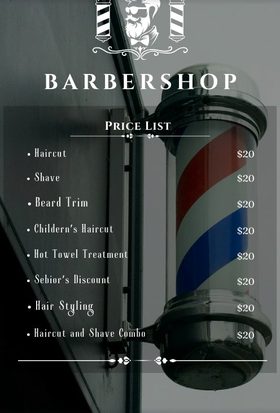 BARBERSHOP
PRICE LIST
• Haircut $20
• Shave $20
• Beard Trim $20
• Childern's Haircut $20
• Hot Towel Treatment $20
• Sehior's Discount $20
• Hair Styling $20
• Haircut and Shave Combo $20